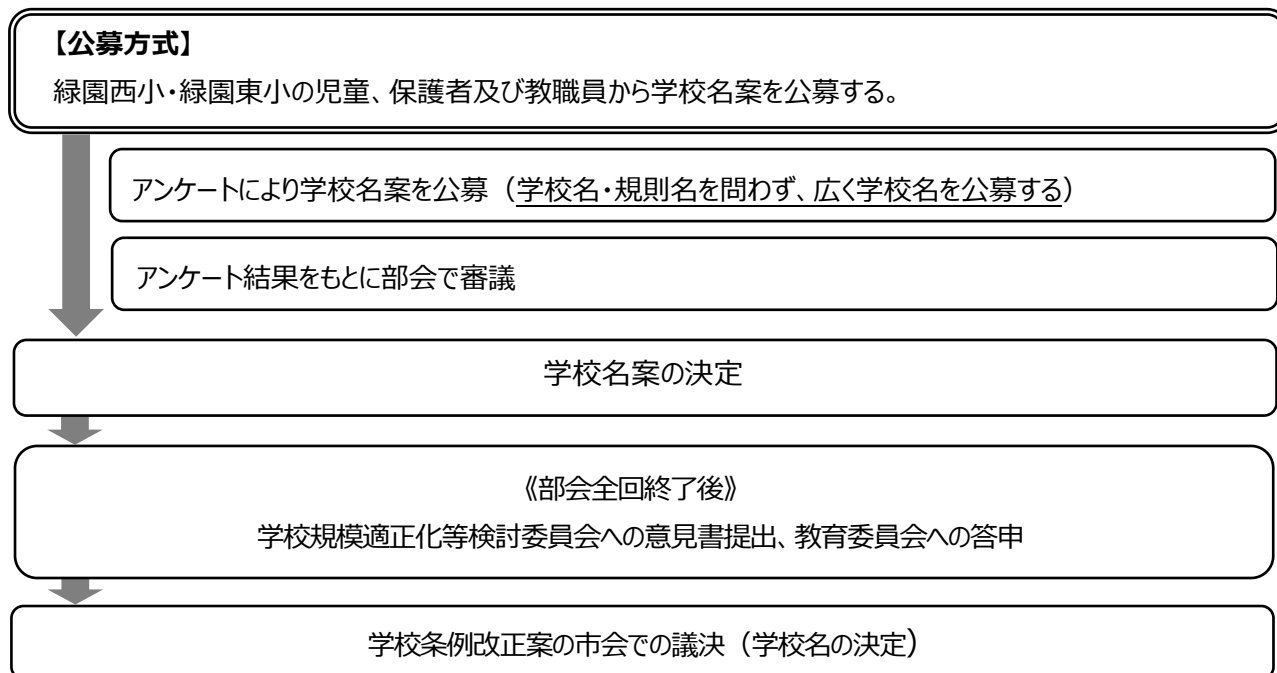 【公募方式】
緑園西小・緑園東小の児童、保護者及び教職員から学校名案を公募する。
アンケートにより学校名案を公募（学校名・規則名を問わず、広く学校名を公募する）
アンケート結果をもとに部会で審議
学校名案の決定
《部会全回終了後》
学校規模適正化等検討委員会への意見書提出、教育委員会への答申
学校条例改正案の市会での議決（学校名の決定）